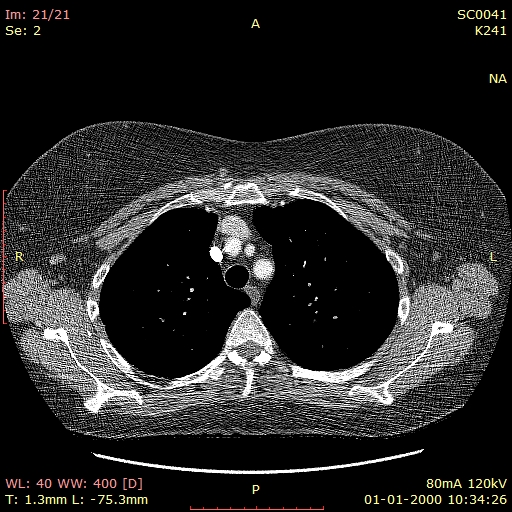 Im: 21/21
Se: 2
A
SC0041
K241
NA
R
L
WL: 40 WW: 400 [D]
T: 1.3mm L: -75.3mm
P
80mA 120kV
01-01-2000 10:34:26